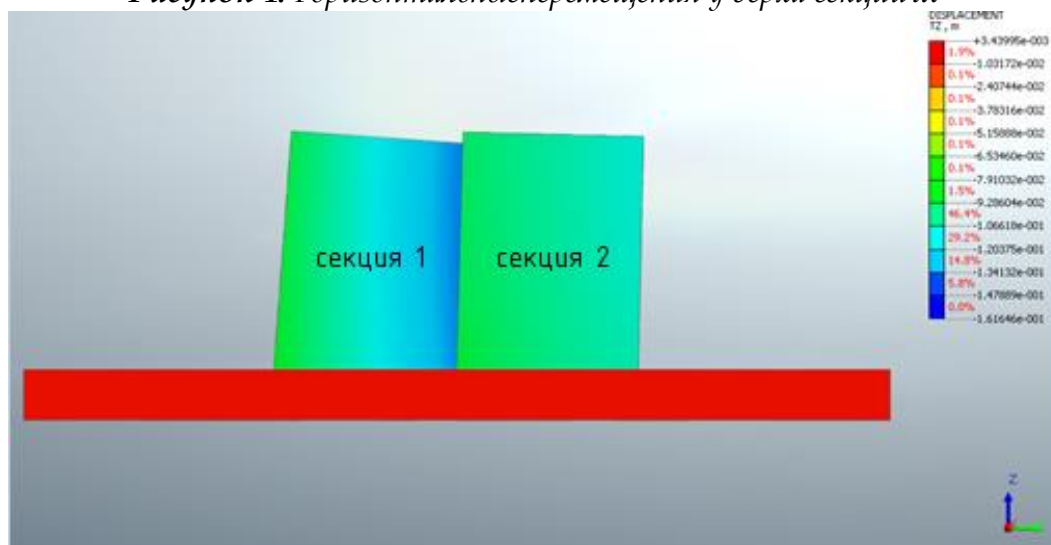 DISPLACEMENT
TZ, m
+3.43995e-003
1.9%
-1.03172e-002
0.1%
-2.40744e-002
0.1%
-3.78316e-002
0.1%
-5.15888e-002
0.1%
-6.53460e-002
0.1%
-7.91032e-002
1.5%
-9.28604e-002
46.4%
-1.06618e-001
29.2%
-1.20375e-001
14.8%
-1.34132e-001
5.8%
-1.47889e-001
0.0%
-1.61646e-001
секция 1
секция 2
Z